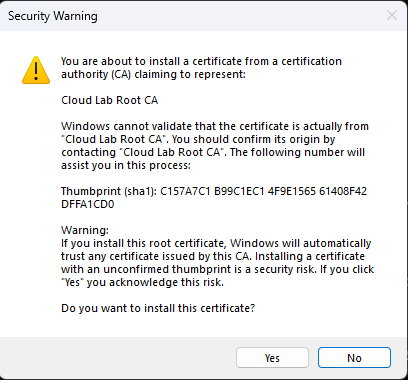 Security Warning
You are about to install a certificate from a certification
authority (CA) claiming to represent:
Cloud Lab Root CA
Windows cannot validate that the certificate is actually from
"Cloud Lab Root CA". You should confirm its origin by
contacting "Cloud Lab Root CA". The following number will
assist you in this process:
Thumbprint (sha1): C157A7C1 B99C1EC1 4F9E1565 61408F42
DFFA1CD0
Warning:
If you install this root certificate, Windows will automatically
trust any certificate issued by this CA. Installing a certificate
with an unconfirmed thumbprint is a security risk. If you click
"Yes" you acknowledge this risk.
Do you want to install this certificate?
Yes
No